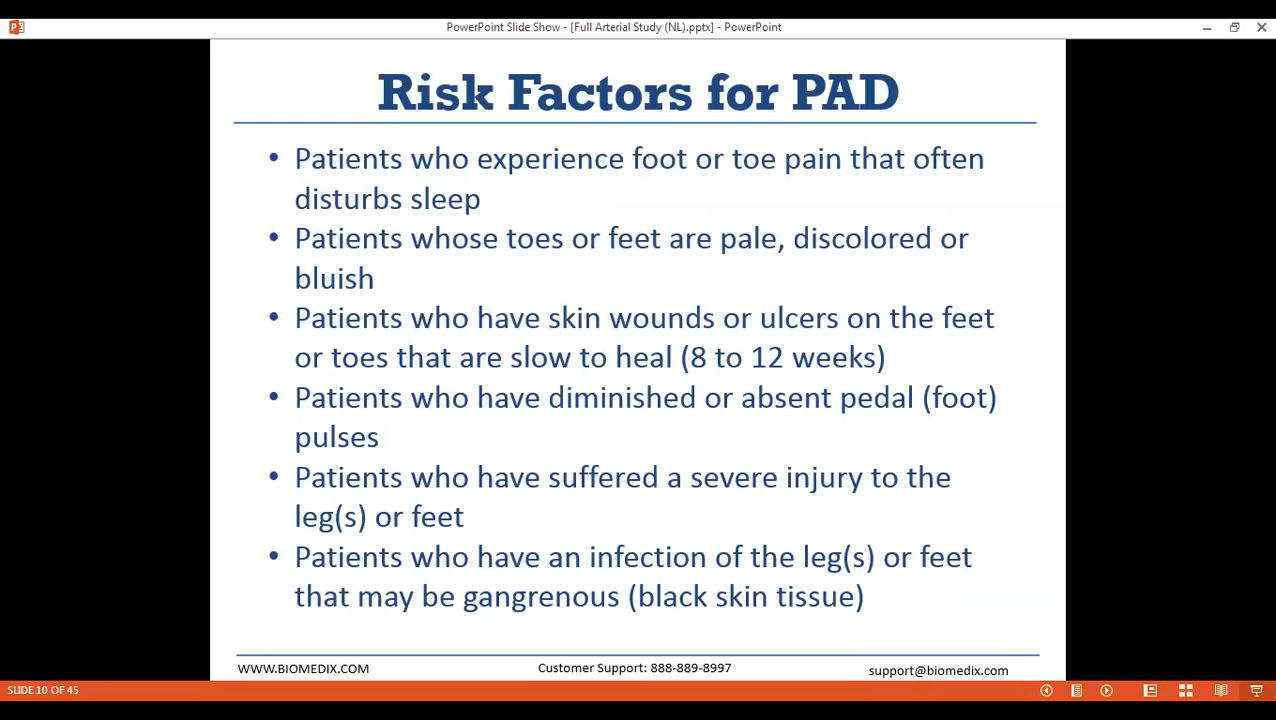 PowerPoint Slide Show - [Full Arterial Study (NL).pptx] - PowerPoint
Risk Factors for PAD
• Patients who experience foot or toe pain that often
disturbs sleep
• Patients whose toes or feet are pale, discolored or
bluish
• Patients who have skin wounds or ulcers on the feet
or toes that are slow to heal (8 to 12 weeks)
• Patients who have diminished or absent pedal (foot)
pulses
• Patients who have suffered a severe injury to the
leg(s) or feet
• Patients who have an infection of the leg(s) or feet
that may be gangrenous (black skin tissue)
WWW.BIOMEDIX.COM Customer Support: 888-889-8997 support@biomedix.com
SLIDE 10 OF 45